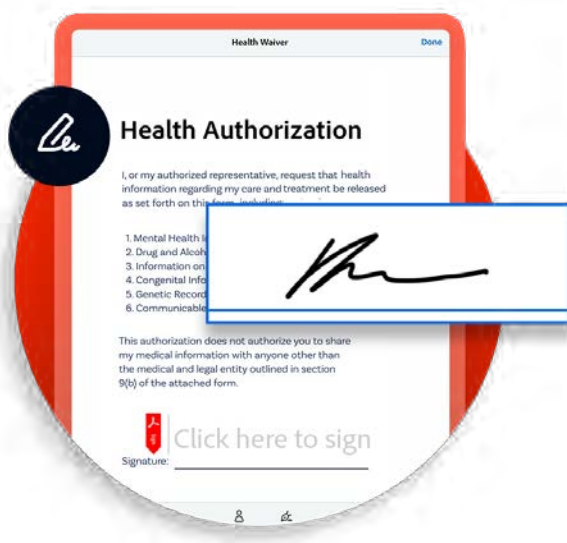 Health Waiver
Done
Health Authorization
I, or my authorized representative, request that health
information regarding my care and treatment be released
as set forth on this form, including:
1. Mental Health
2. Drug and Alcoh
3. Information on
4. Congenital Info
5. Genetic Record
6. Communicable
This authorization does not authorize you to share
my medical information with anyone other than
the medical and legal entity outlined in section
9(b) of the attached form.
Click here to sign
Signature: